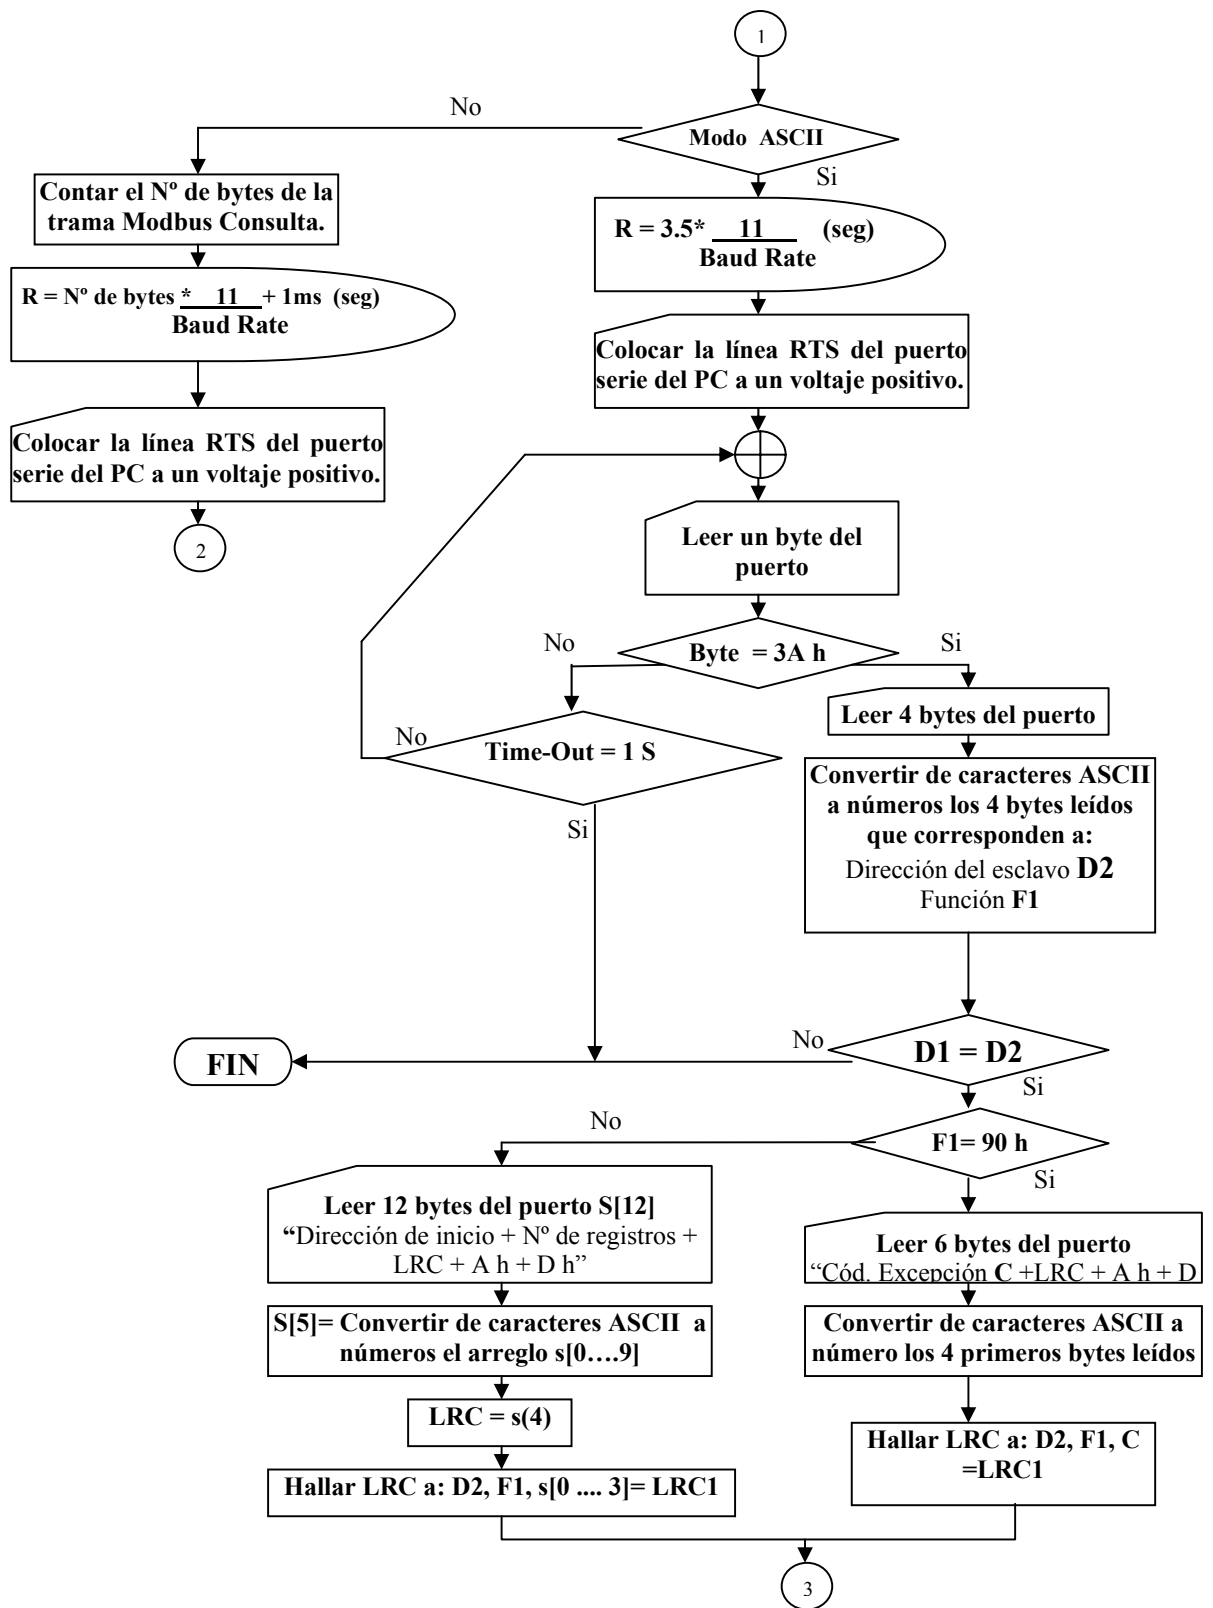 1
No
Modo ASCII
Si
Contar el Nº de bytes de la
trama Modbus Consulta.
R = 3.5* 11 (seg)
Baud Rate
R = Nº de bytes * 11 + 1ms (seg)
Baud Rate
Colocar la línea RTS del puerto
serie del PC a un voltaje positivo.
Colocar la línea RTS del puerto
serie del PC a un voltaje positivo.
2
Leer un byte del
puerto
No
Byte = 3A h
Si
Leer 4 bytes del puerto
No
Time-Out = 1 S
Si
Convertir de caracteres ASCII
a números los 4 bytes leídos
que corresponden a:
Dirección del esclavo D2
Función F1
No
D1 = D2
Si
FIN
No
F1= 90 h
Si
Leer 12 bytes del puerto S[12]
“Dirección de inicio + Nº de registros +
LRC + A h + D h”
Leer 6 bytes del puerto
“Cód. Excepción C +LRC + A h + D
S[5]= Convertir de caracteres ASCII a
números el arreglo s[0….9]
Convertir de caracteres ASCII a
número los 4 primeros bytes leídos
LRC = s(4)
Hallar LRC a: D2, F1, C
=LRC1
Hallar LRC a: D2, F1, s[0 .... 3]= LRC1
3